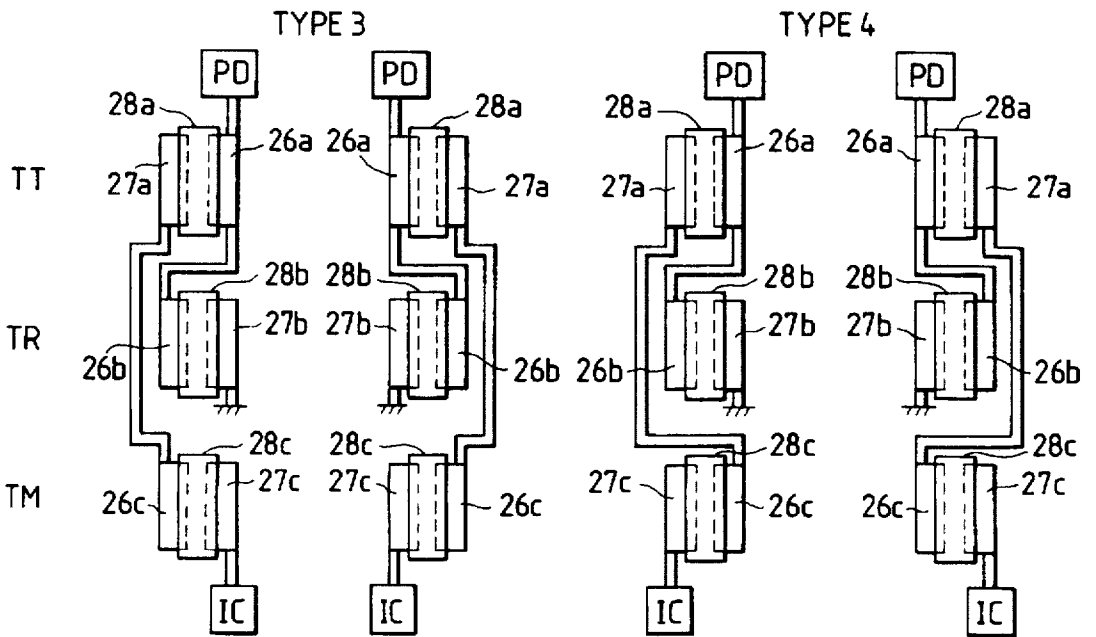 TYPE 3 TYPE 4
PD PD PD PD
28a 28a 28a 28a
26a 26a 26a 26a
TT 27a 27a 27a 27a
28b 28b 28b 28b
TR 27b 27b 27b 27b
26b 26b 26b 26b
28c 28c 28c 28c
27c 27c 27c 27c
TM 26c 26c 26c 26c
IC IC IC IC